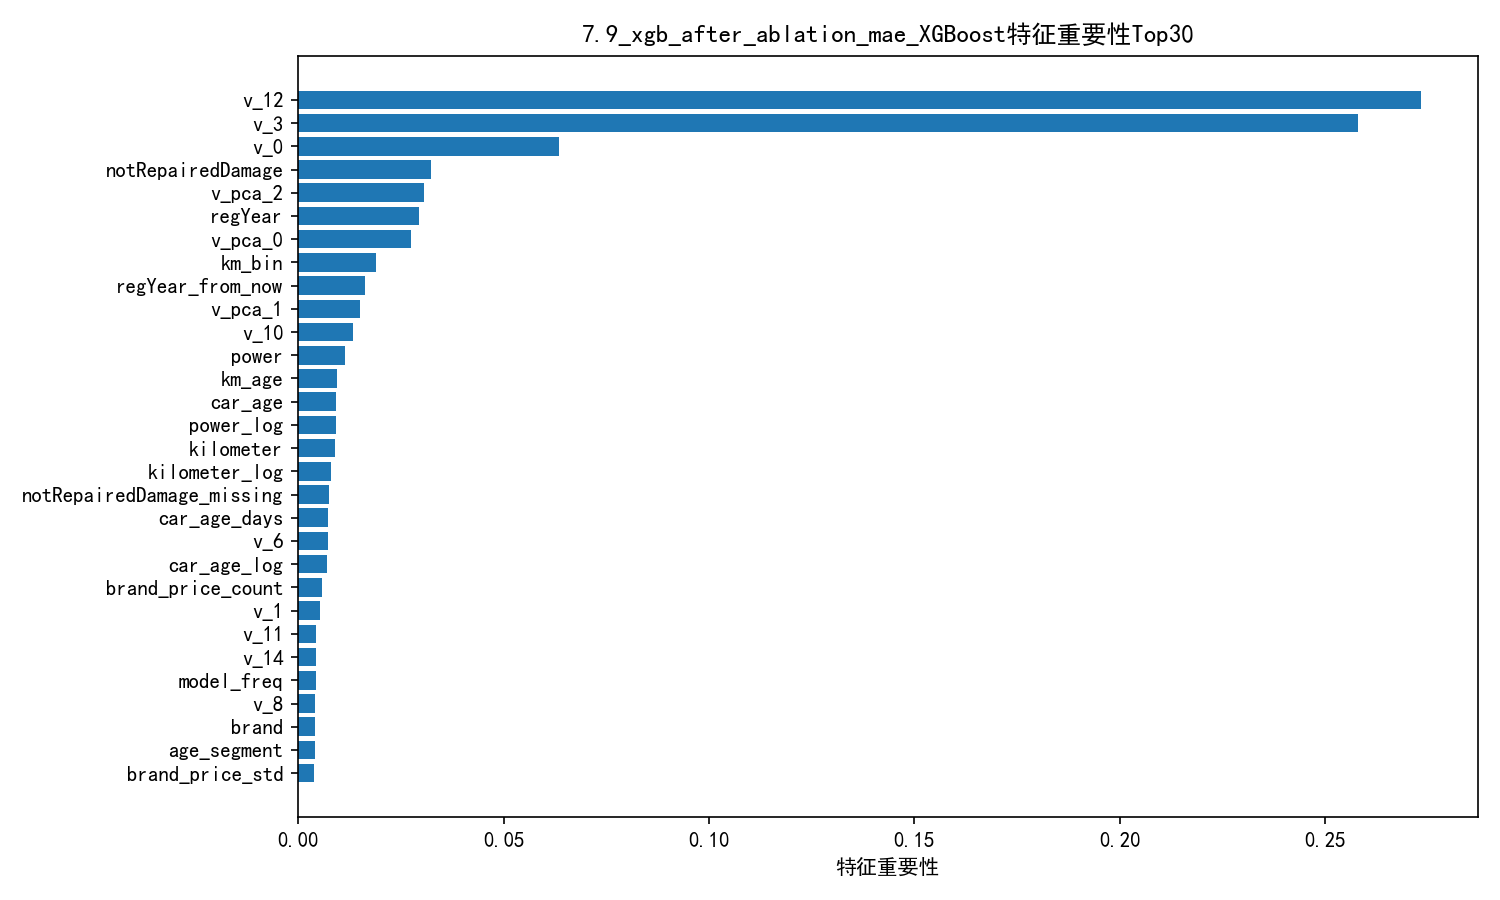 7.9_xgb_after_ablation_mae_XGBoost特征重要性Top30
v_12
v_3
v_0
notRepairedDamage
v_pca_2
regYear
v_pca_0
km_bin
regYear_from_now
v_pca_1
v_10
power
km_age
car_age
power_log
kilometer
kilometer_log
notRepairedDamage_missing
car_age_days
v_6
car_age_log
brand_price_count
v_1
v_11
v_14
model_freq
v_8
brand
age_segment
brand_price_std
0.00 0.05 0.10 0.15 0.20 0.25
特征重要性